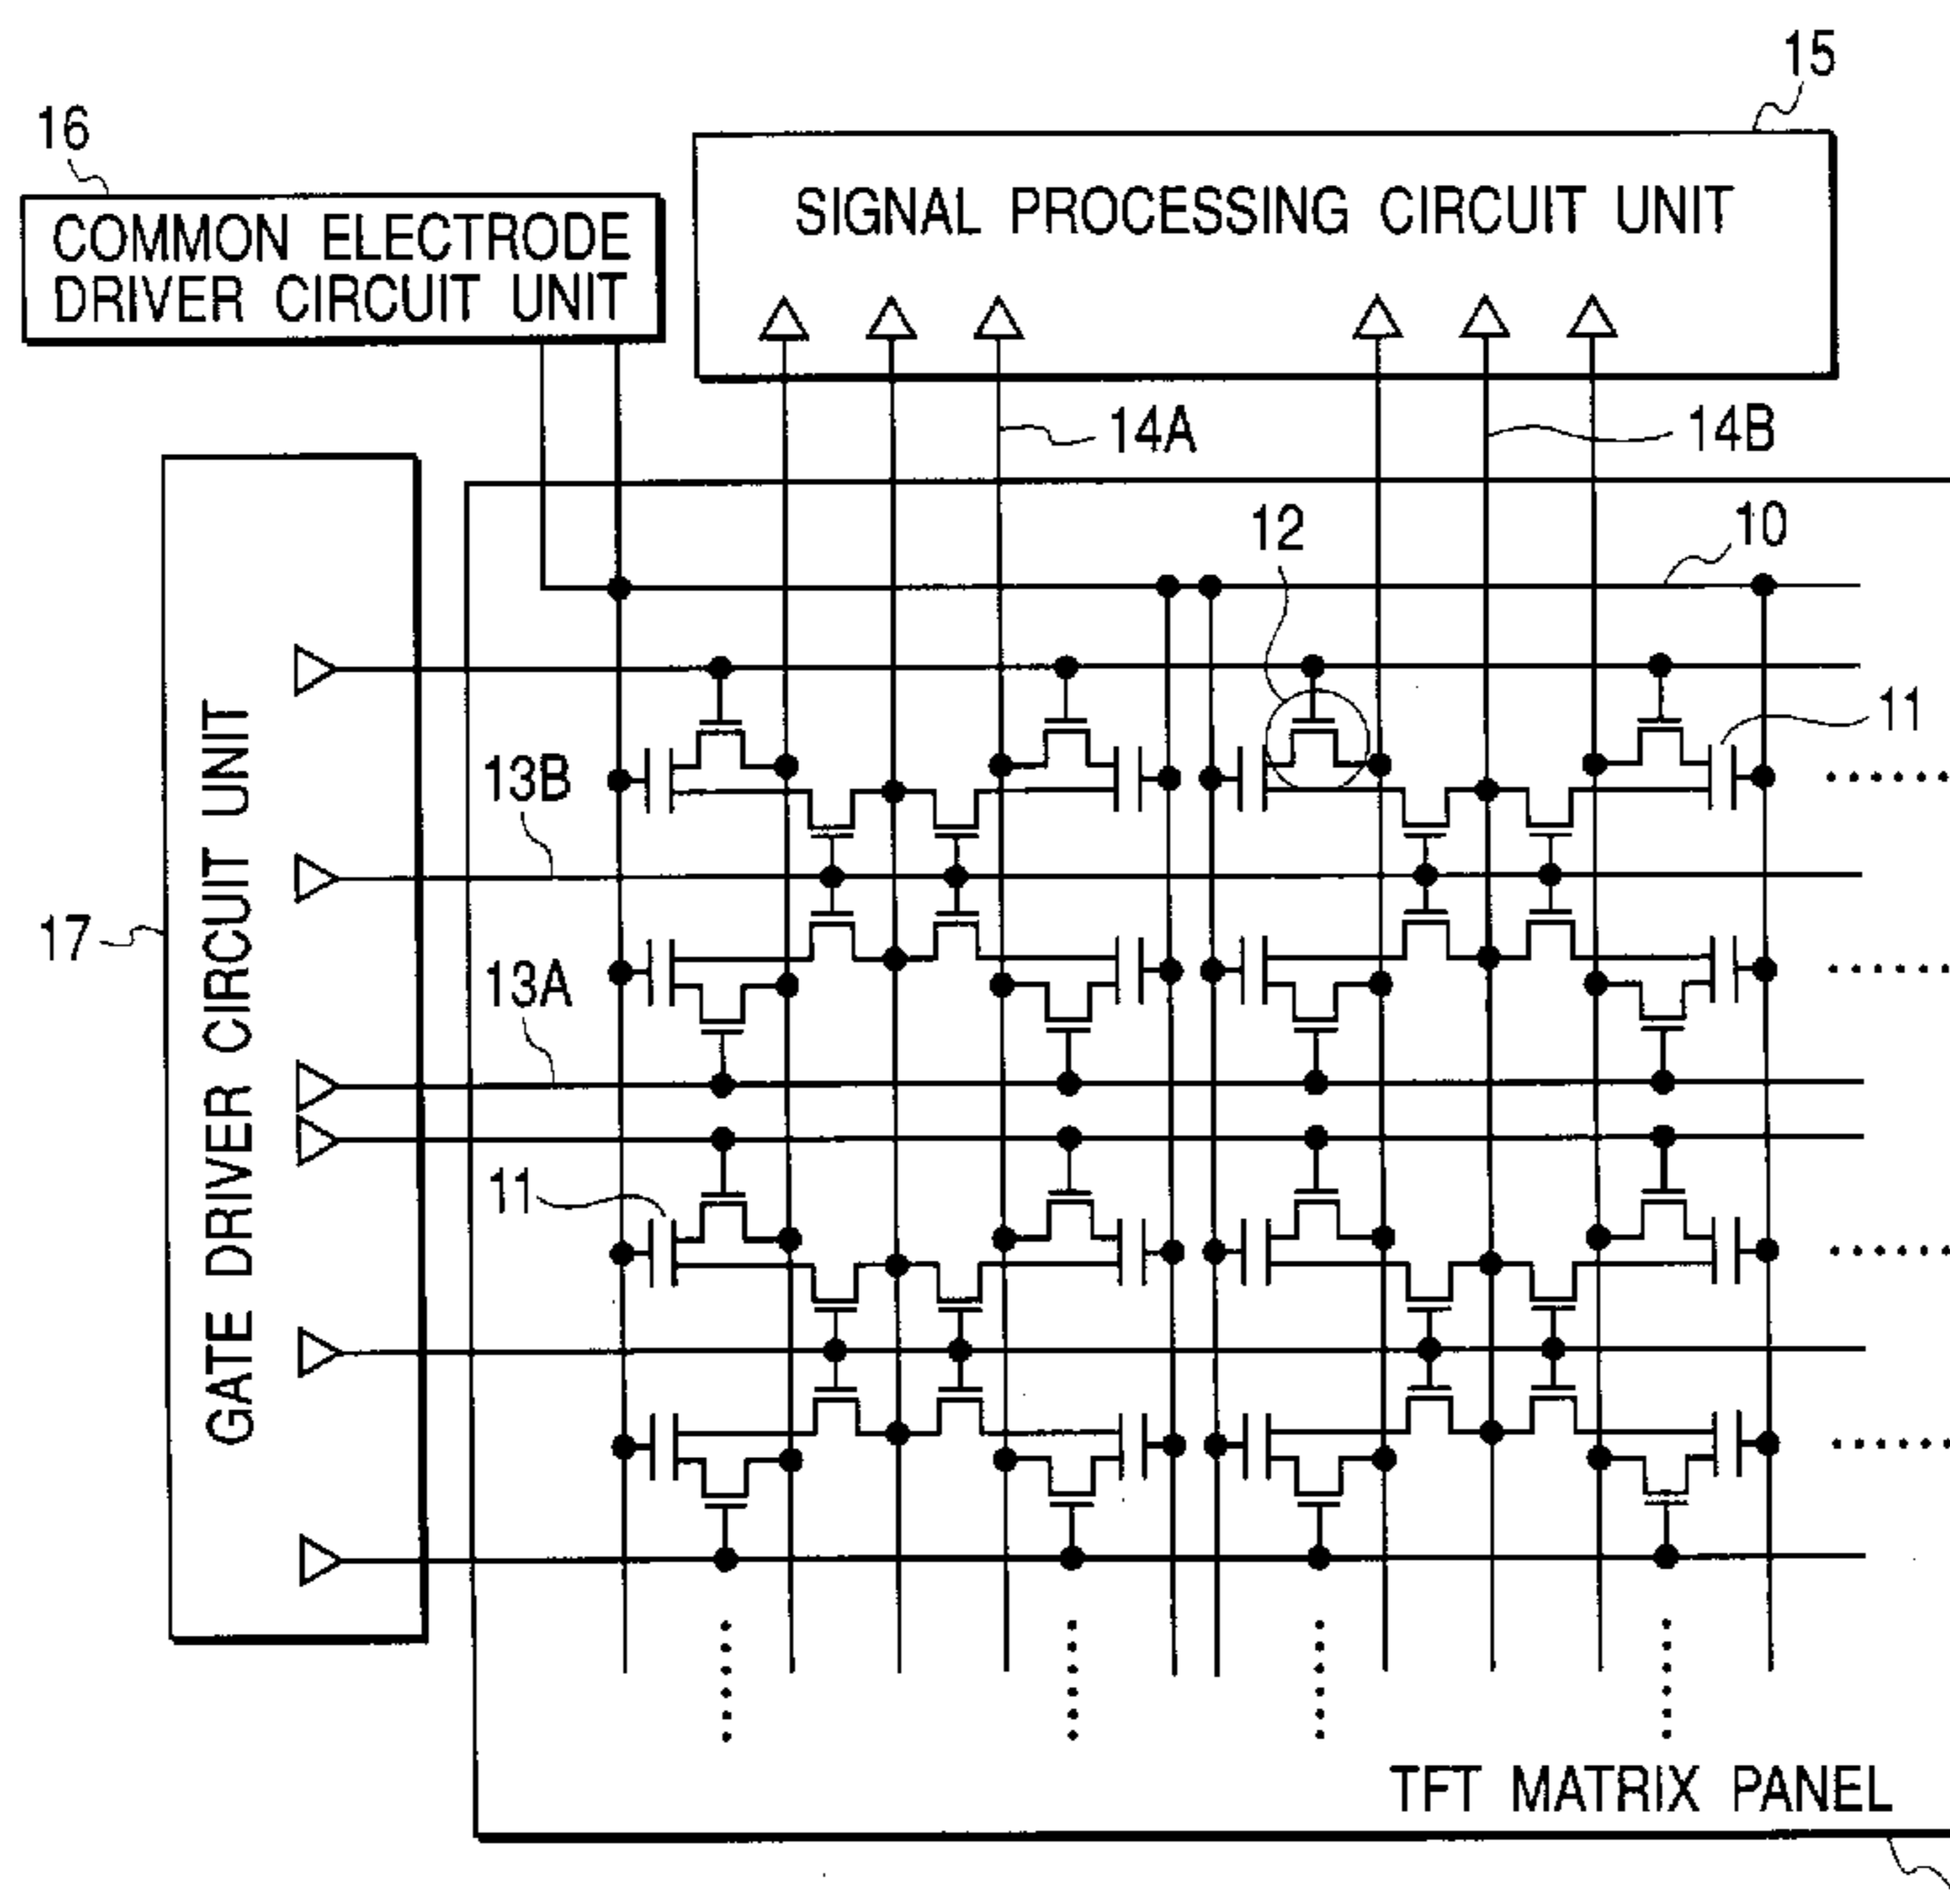 15
16
SIGNAL PROCESSING CIRCUIT UNIT
COMMON ELECTRODE
DRIVER CIRCUIT UNIT
14A
14B
12
10
11
13B
17
GATE DRIVER CIRCUIT UNIT
13A
11
TFT MATRIX PANEL